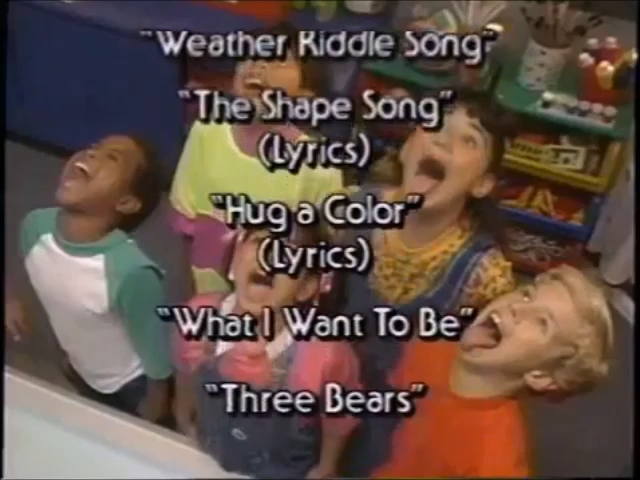 "Weather Riddle Song"
"The Shape Song"
(Lyrics)
"Hug a Color"
(Lyrics)
"What I Want To Be"
"Three Bears"